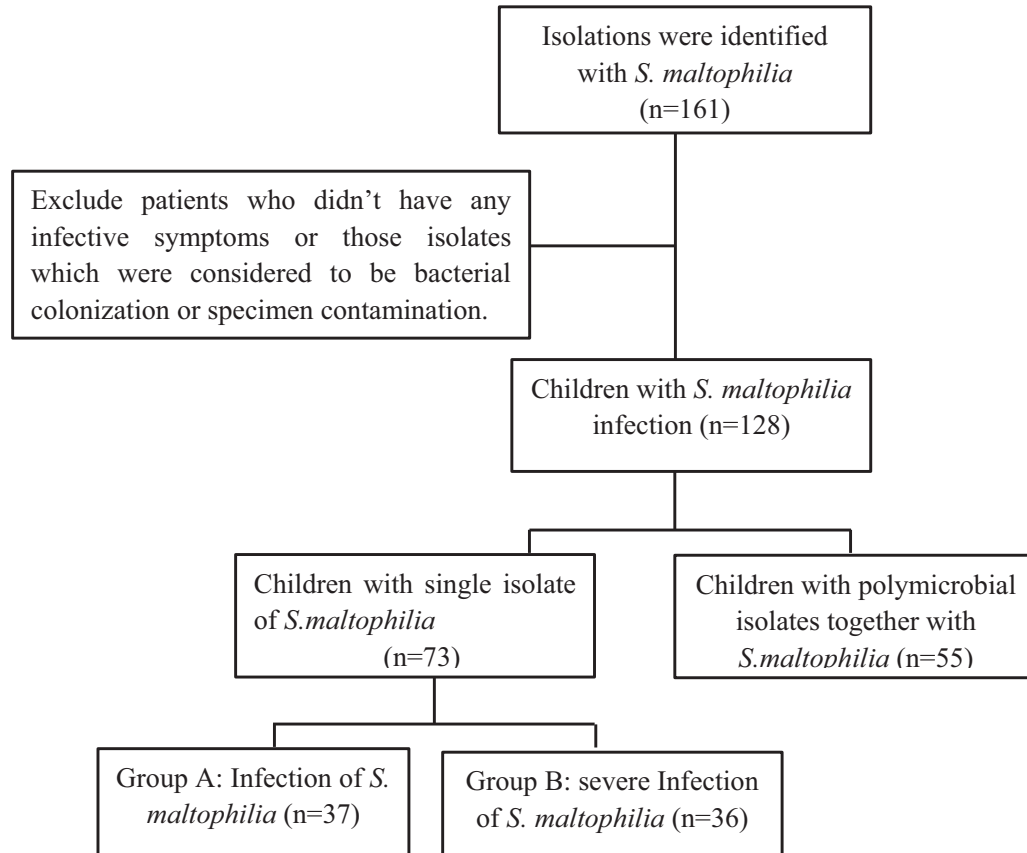 Isolations were identified
with S. maltophilia
(n=161)
Exclude patients who didn’t have any
infective symptoms or those isolates
which were considered to be bacterial
colonization or specimen contamination.
Children with S. maltophilia
infection (n=128)
Children with single isolate
of S.maltophilia
(n=73)
Children with polymicrobial
isolates together with
S.maltophilia (n=55)
Group A: Infection of S.
maltophilia (n=37)
Group B: severe Infection
of S. maltophilia (n=36)